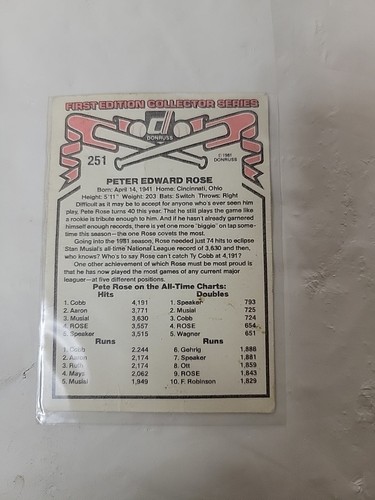 FIRST EDITION COLLECTOR SERIES
d
DONRUSS
251
© 1981
DONRUSS
PETER EDWARD ROSE
Born: April 14, 1941 Home: Cincinnati, Ohio
Height: 5'11" Weight: 203 Bats: Switch Throws: Right
Difficult as it may be to accept for anyone who's ever seen him
play, Pete Rose turns 40 this year. That he still plays the game like
a rookie is tribute enough to him. And if he hasn't already garnered
himself enough records, there is yet one more "biggie" on tap some-
time this season—the one Rose covets the most.
Going into the 1981 season, Rose needed just 74 hits to eclipse
Stan Musial's all-time National League record of 3,630 and then,
who knows? Who's to say Rose can't catch Ty Cobb at 4,191?
One other achievement of which Rose must be most proud is
that he has now played the most games of any current major
leaguer—at five different positions.
Pete Rose on the All-Time Charts:
Hits Doubles
1. Cobb 4,191 1. Speaker 793
2. Aaron 3,771 2. Musial 725
3. Musial 3,630 3. Cobb 724
4. ROSE 3,557 4. ROSE 654
5. Speaker 3,515 5. Wagner 651
Runs Runs
1. Cobb 2,244 6. Gehrig 1,888
2. Aaron 2,174 7. Speaker 1,881
3. Ruth 2,174 8. Ott 1,859
4. Mays 2,062 9. ROSE 1,843
5. Musial 1,949 10. F. Robinson 1,829